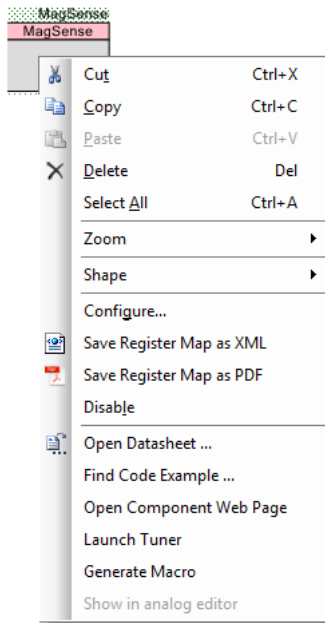 MagSense
MagSense
Cut Ctrl+X
Copy Ctrl+C
Paste Ctrl+V
Delete Del
Select All Ctrl+A
Zoom
Shape
Configure...
Save Register Map as XML
Save Register Map as PDF
Disable
Open Datasheet ...
Find Code Example ...
Open Component Web Page
Launch Tuner
Generate Macro
Show in analog editor